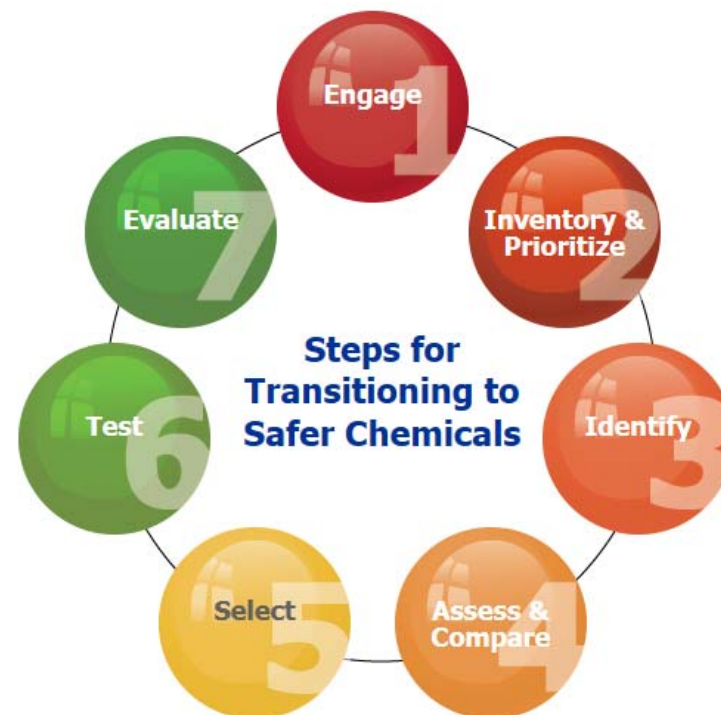 Engage
1
Inventory &
Prioritize
2
Identify
3
Assess &
Compare
4
Select
5
Test
6
Evaluate
7
Steps for
Transitioning to
Safer Chemicals